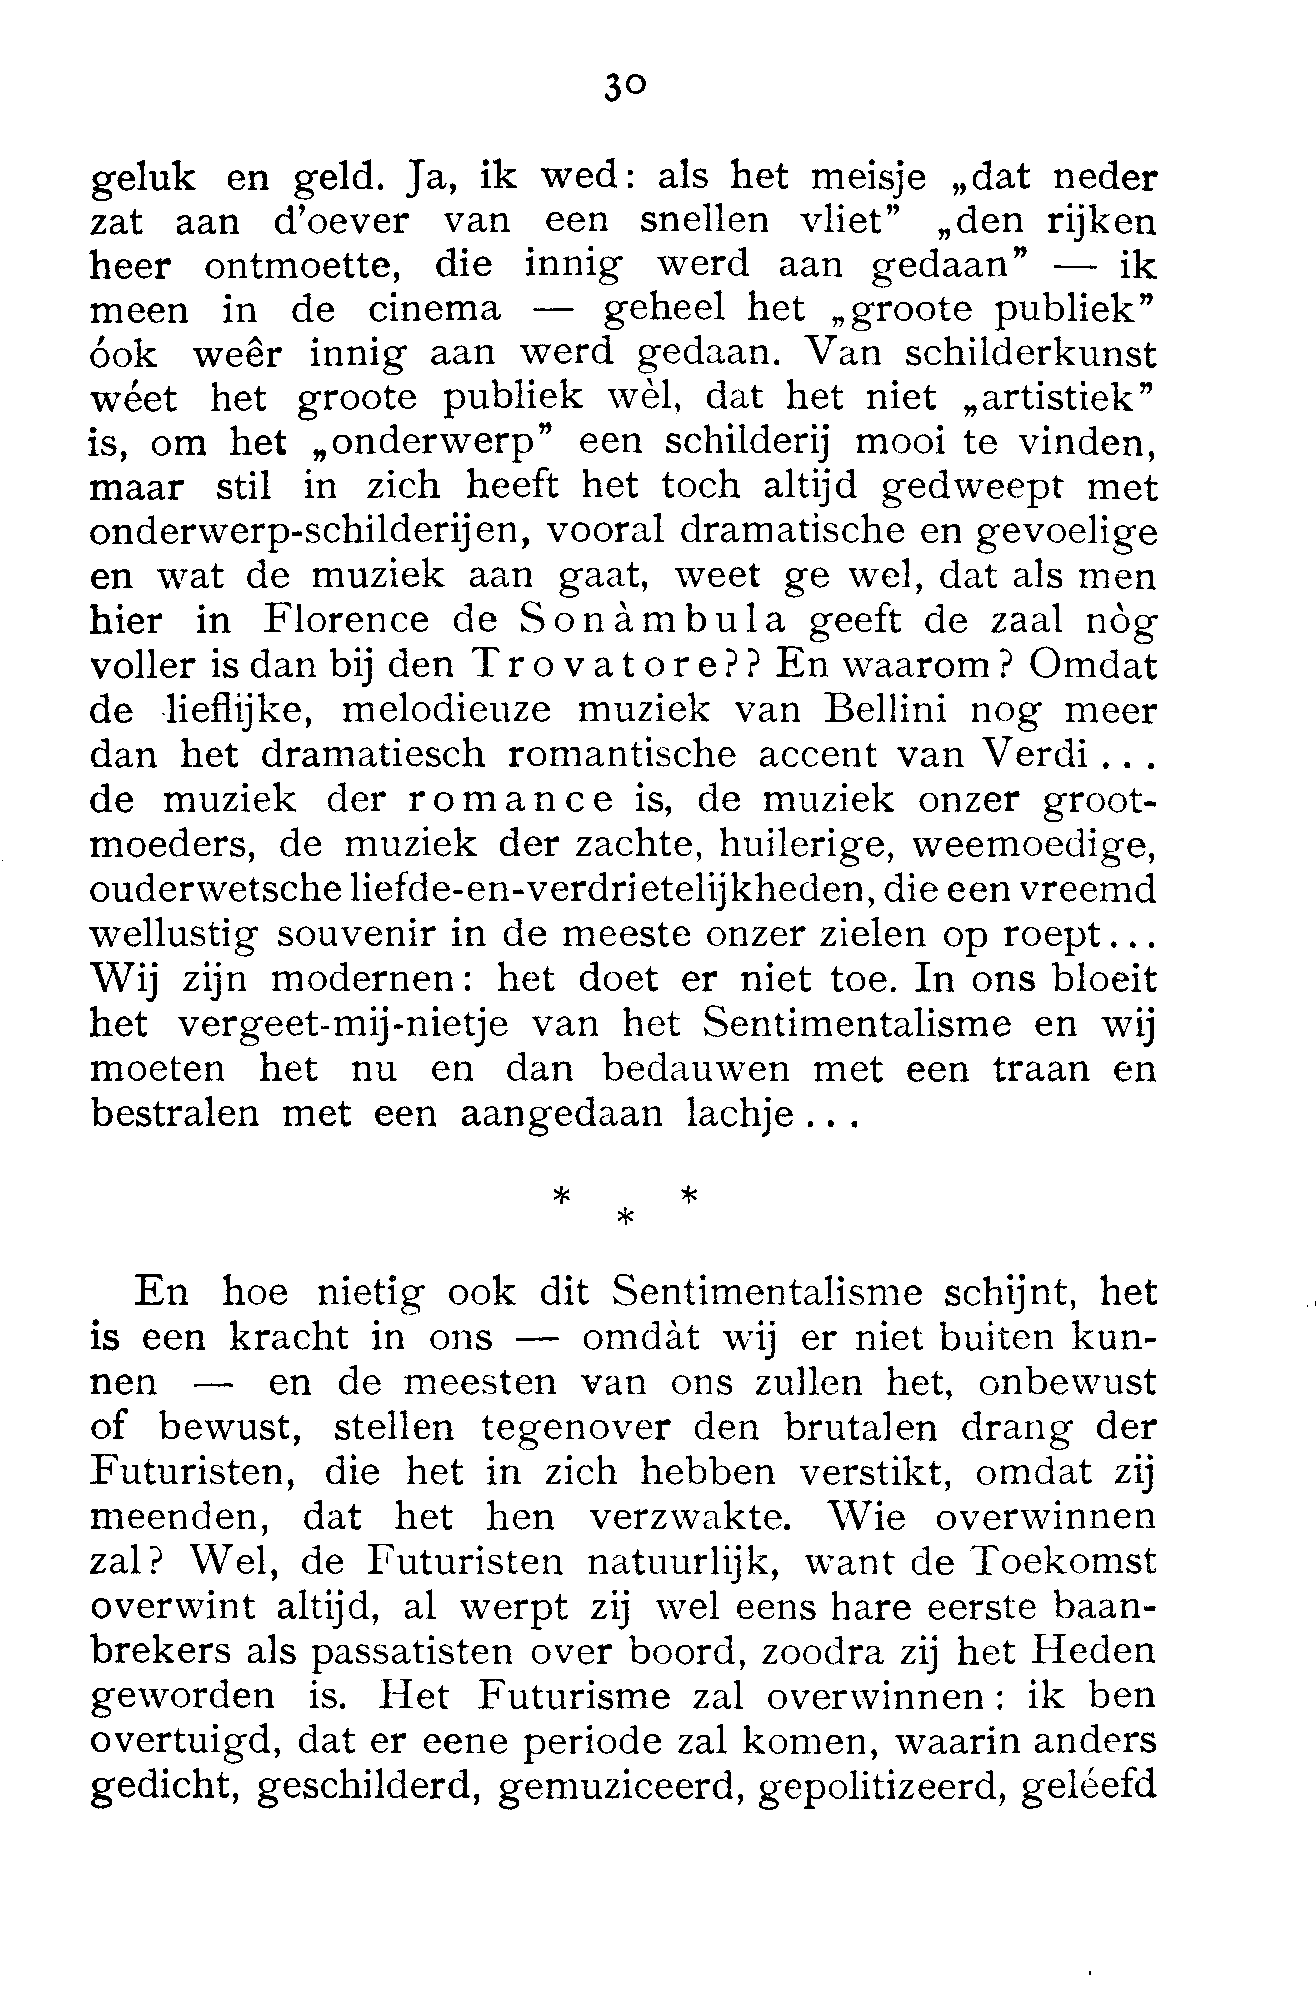 30
geluk en geld. Ja, ik wed: als het meisje „dat neder
zat aan d'oever van een snellen vliet” „den rijken
heer ontmoette, die innig werd aan gedaan” — ik
meen in de cinema — geheel het „groote publiek”
óok weêr innig aan werd gedaan. Van schilderkunst
wéet het groote publiek wèl, dat het niet „artistiek”
is, om het „onderwerp” een schilderij mooi te vinden,
maar stil in zich heeft het toch altijd gedweept met
onderwerp-schilderijen, vooral dramatische en gevoelige
en wat de muziek aan gaat, weet ge wel, dat als men
hier in Florence de Sonàmbula geeft de zaal nòg
voller is dan bij den Trovatore?? En waarom? Omdat
de lieflijke, melodieuze muziek van Bellini nog meer
dan het dramatiesch romantische accent van Verdi...
de muziek der romance is, de muziek onzer groot-
moeders, de muziek der zachte, huilerige, weemoedige,
ouderwetsche liefde-en-verdrietelijkheden, die een vreemd
wellustig souvenir in de meeste onzer zielen op roept...
Wij zijn modernen: het doet er niet toe. In ons bloeit
het vergeet-mij-nietje van het Sentimentalisme en wij
moeten het nu en dan bedauwen met een traan en
bestralen met een aangedaan lachje...
* * *
En hoe nietig ook dit Sentimentalisme schijnt, het
is een kracht in ons — omdàt wij er niet buiten kun-
nen — en de meesten van ons zullen het, onbewust
of bewust, stellen tegenover den brutalen drang der
Futuristen, die het in zich hebben verstikt, omdat zij
meenden, dat het hen verzwakte. Wie overwinnen
zal? Wel, de Futuristen natuurlijk, want de Toekomst
overwint altijd, al werpt zij wel eens hare eerste baan-
brekers als passatisten over boord, zoodra zij het Heden
geworden is. Het Futurisme zal overwinnen: ik ben
overtuigd, dat er eene periode zal komen, waarin anders
gedicht, geschilderd, gemuziceerd, gepolitizeerd, geléefd